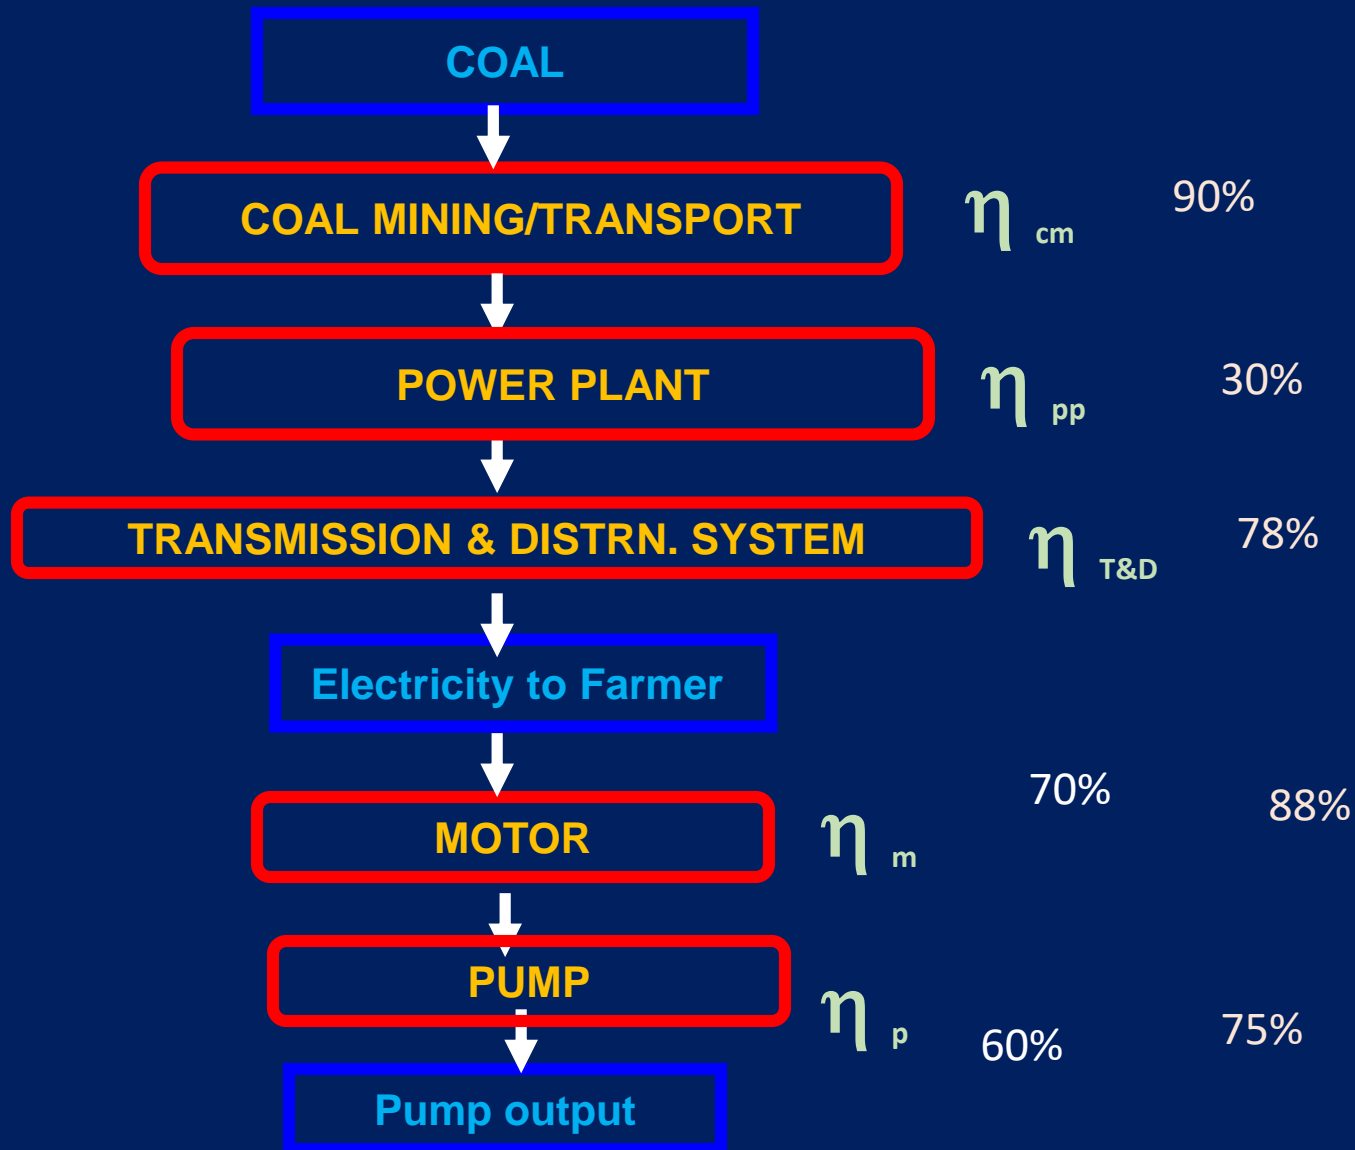 COAL
COAL MINING/TRANSPORT
η cm
90%
POWER PLANT
η pp
30%
TRANSMISSION & DISTRN. SYSTEM
η T&D
78%
Electricity to Farmer
MOTOR
η m
70%
88%
PUMP
η p
60%
75%
Pump output